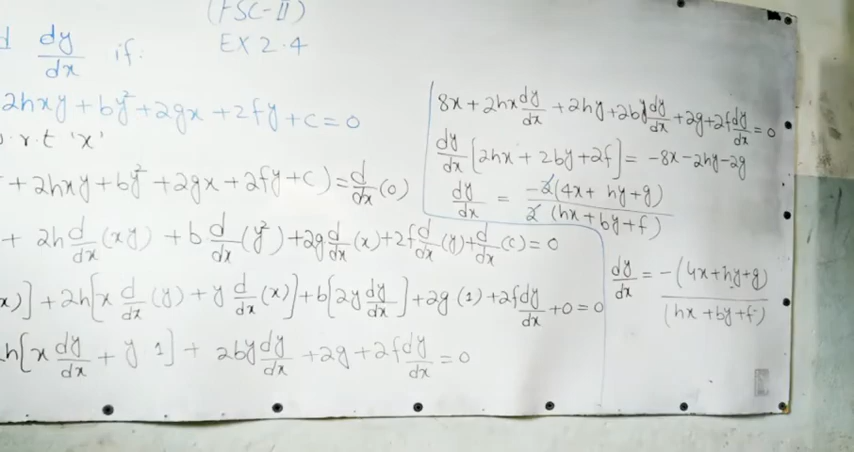 (FSC-II)
d dy/dx if:
EX 2.4
2hxy + by² + 2gx + 2fy + c = 0
w.r.t 'x'
+ 2hxy + by² + 2gx + 2fy + c) = d/dx (0)
+ 2h d/dx (xy) + b d/dx (y²) + 2g d/dx (x) + 2f d/dx (y) + d/dx (c) = 0
x)] + 2h[x d/dx (y) + y d/dx (x)] + b[2y dy/dx] + 2g (1) + 2f dy/dx + 0 = 0
h[x dy/dx + y 1] + 2by dy/dx + 2g + 2f dy/dx = 0
8x + 2hx dy/dx + 2hy + 2by dy/dx + 2g + 2f dy/dx = 0
dy/dx [2hx + 2by + 2f] = -8x - 2hy - 2g
dy/dx = -2(4x + hy + g) / 2 (hx + by + f)
dy/dx = -(4x + hy + g) / (hx + by + f)